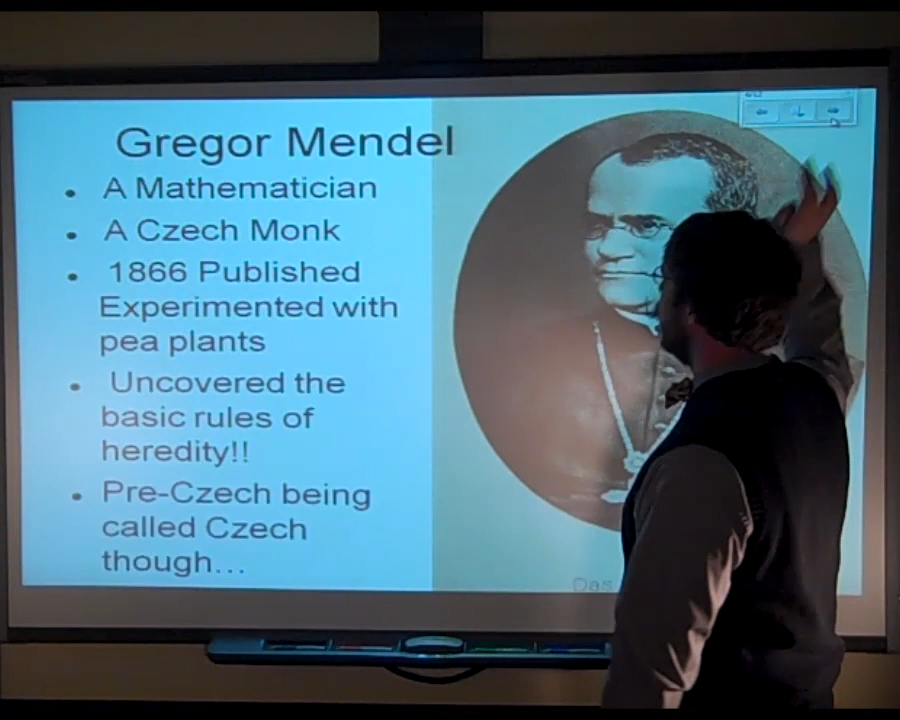 Gregor Mendel
• A Mathematician
• A Czech Monk
• 1866 Published
Experimented with
pea plants
• Uncovered the
basic rules of
heredity!!
• Pre-Czech being
called Czech
though...
Das